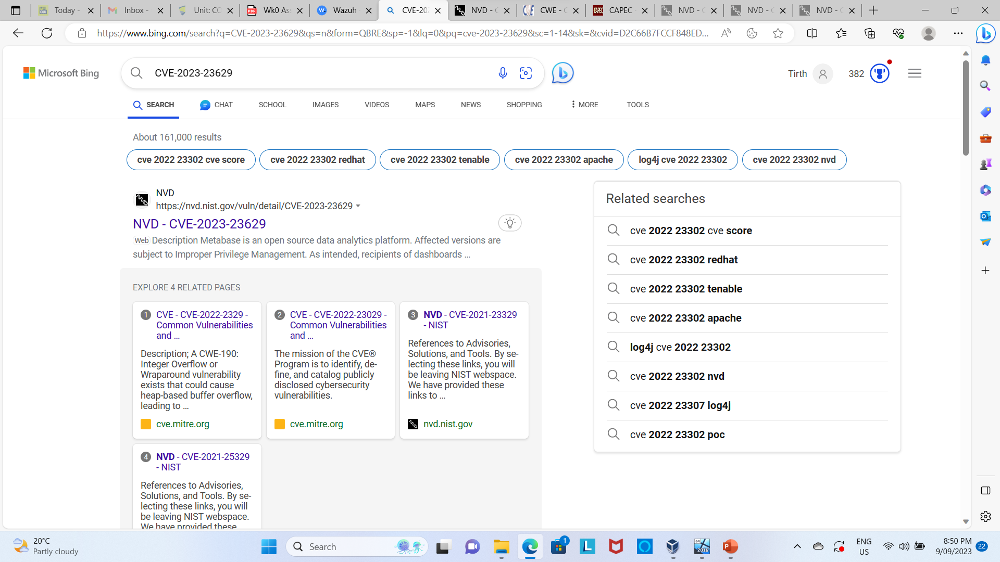 Today -
Inbox -
Unit: CC
Wk0 As
Wazuh
CVE-20
NVD - C
CWE - C
CAPEC
NVD - C
NVD - C
NVD - C
https://www.bing.com/search?q=CVE-2023-23629&qs=n&form=QBRE&sp=-1&lq=0&pq=cve-2023-23629&sc=1-14&sk=&cvid=D2C66B7FCCF848ED...
Microsoft Bing
CVE-2023-23629
Tirth
382
SEARCH
CHAT
SCHOOL
IMAGES
VIDEOS
MAPS
NEWS
SHOPPING
MORE
TOOLS
About 161,000 results
cve 2022 23302 cve score
cve 2022 23302 redhat
cve 2022 23302 tenable
cve 2022 23302 apache
log4j cve 2022 23302
cve 2022 23302 nvd
NVD
https://nvd.nist.gov/vuln/detail/CVE-2023-23629
NVD - CVE-2023-23629
Web Description Metabase is an open source data analytics platform. Affected versions are
subject to Improper Privilege Management. As intended, recipients of dashboards ...
EXPLORE 4 RELATED PAGES
1 CVE - CVE-2022-2329 -
Common Vulnerabilities
and ...
Description; A CWE-190:
Integer Overflow or
Wraparound vulnerability
exists that could cause
heap-based buffer overflow,
leading to ...
cve.mitre.org
2 CVE - CVE-2022-23029 -
Common Vulnerabilities
and ...
The mission of the CVE® 
Program is to identify, de-
fine, and catalog publicly
disclosed cybersecurity
vulnerabilities.
cve.mitre.org
3 NVD - CVE-2021-23329
- NIST
References to Advisories,
Solutions, and Tools. By se-
lecting these links, you will
be leaving NIST webspace.
We have provided these
links to ...
nvd.nist.gov
4 NVD - CVE-2021-25329
- NIST
References to Advisories,
Solutions, and Tools. By se-
lecting these links, you will
be leaving NIST webspace.
We have provided these
Related searches
cve 2022 23302 cve score
cve 2022 23302 redhat
cve 2022 23302 tenable
cve 2022 23302 apache
log4j cve 2022 23302
cve 2022 23302 nvd
cve 2022 23307 log4j
cve 2022 23302 poc
20°C
Partly cloudy
Search
1
L
64
2016
P
ENG
US
8:50 PM
9/09/2023
22